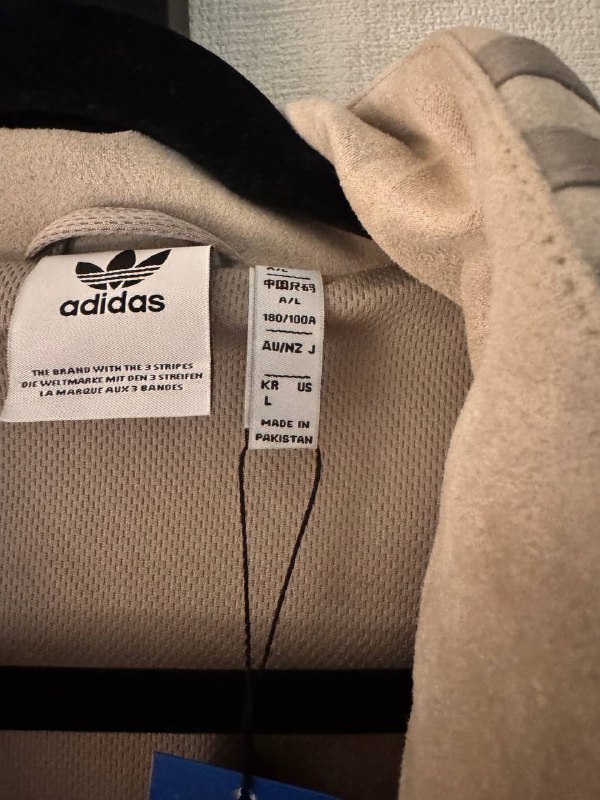 adidas
THE BRAND WITH THE 3 STRIPES
DIE WELTMARKE MIT DEN 3 STREIFEN
LA MARQUE AUX 3 BANDES
A/L
中国尺码
A/L
180/100A
AU/NZ J
KR US
L
MADE IN
PAKISTAN